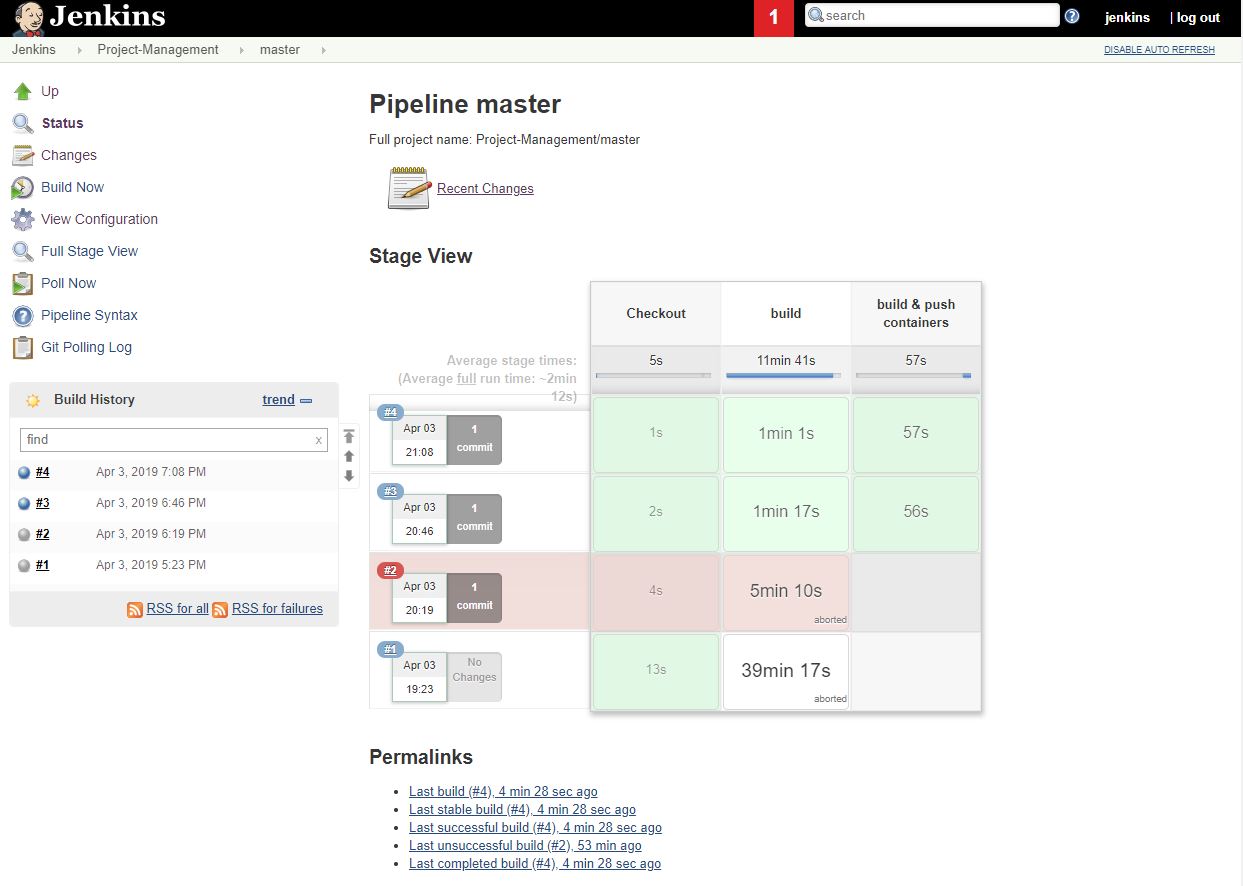 Jenkins
1
search
jenkins
| log out
Jenkins
Project-Management
master
DISABLE AUTO REFRESH
Up
Status
Changes
Build Now
View Configuration
Full Stage View
Poll Now
Pipeline Syntax
Git Polling Log
Build History
trend
find
x
#4 Apr 3, 2019 7:08 PM
#3 Apr 3, 2019 6:46 PM
#2 Apr 3, 2019 6:19 PM
#1 Apr 3, 2019 5:23 PM
RSS for all RSS for failures
Pipeline master
Full project name: Project-Management/master
Recent Changes
Stage View
Checkout
build
build & push
containers
Average stage times:
(Average full run time: ~2min
12s)
5s
11min 41s
57s
#4
Apr 03
21:08
1
commit
1s
1min 1s
57s
#3
Apr 03
20:46
1
commit
2s
1min 17s
56s
#2
Apr 03
20:19
1
commit
4s
5min 10s
aborted
#1
Apr 03
19:23
No
Changes
13s
39min 17s
aborted
Permalinks
Last build (#4), 4 min 28 sec ago
Last stable build (#4), 4 min 28 sec ago
Last successful build (#4), 4 min 28 sec ago
Last unsuccessful build (#2), 53 min ago
Last completed build (#4), 4 min 28 sec ago